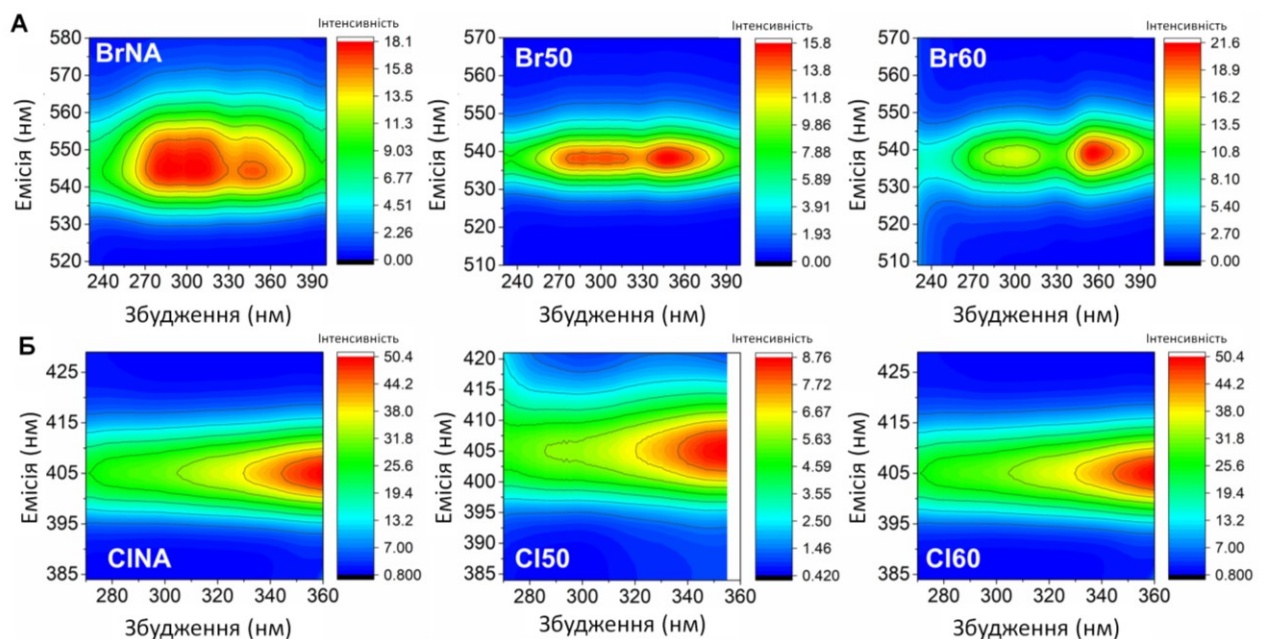 А
Інтенсивність
BrNA
Емісія (нм)
580
570
560
550
540
530
520
230 270 300 330 360 390
18.1
15.8
13.5
11.3
9.03
6.77
4.51
2.26
0.00
Збудження (нм)
Інтенсивність
Br50
Емісія (нм)
570
560
550
540
530
520
510
240 270 300 330 360 390
15.8
13.8
11.8
9.86
7.88
5.89
3.91
1.93
0.00
Збудження (нм)
Інтенсивність
Br60
Емісія (нм)
570
560
550
540
530
520
510
240 270 300 330 360 390
21.6
18.9
16.2
13.5
10.8
8.10
5.40
2.70
0.00
Збудження (нм)
Б
Інтенсивність
ClNA
Емісія (нм)
425
415
405
395
385
280 300 320 340 360
50.4
44.2
38.0
31.8
25.6
19.4
13.2
7.00
0.800
Збудження (нм)
Інтенсивність
Cl50
Емісія (нм)
420
415
410
405
400
395
390
385
280 300 320 340 360
8.76
7.72
6.67
5.63
4.59
3.55
2.50
1.46
0.420
Збудження (нм)
Інтенсивність
Cl60
Емісія (нм)
425
415
405
395
385
280 300 320 340 360
50.4
44.2
38.0
31.8
25.6
19.4
13.2
7.00
0.800
Збудження (нм)